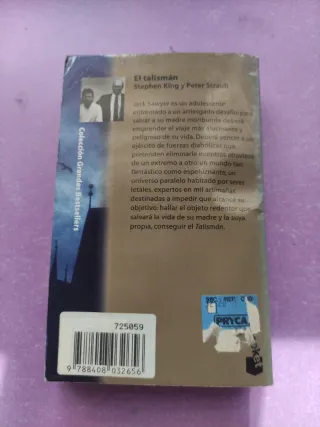 El talismán
Stephen King y Peter Straub
Jack Sawyer es un adolescente
enfrentado a un arriesgado desafío: para
salvar a su madre moribunda deberá
emprender el viaje más alucinante y
peligroso de su vida. Deberá vencer a un
ejército de fuerzas diabólicas que
pretenden eliminarle mientras atraviesa
de un extremo a otro un mundo tan
fantástico como espeluznante, un
universo paralelo habitado por seres
letales, expertos en mil artimañas
destinadas a impedir que alcance su
objetivo: hallar el objeto redentor que
salvará la vida de su madre y la suya
propia, conseguir el Talismán.
Colección Grandes Bestsellers
725059
9 788408 032656
PRYCA